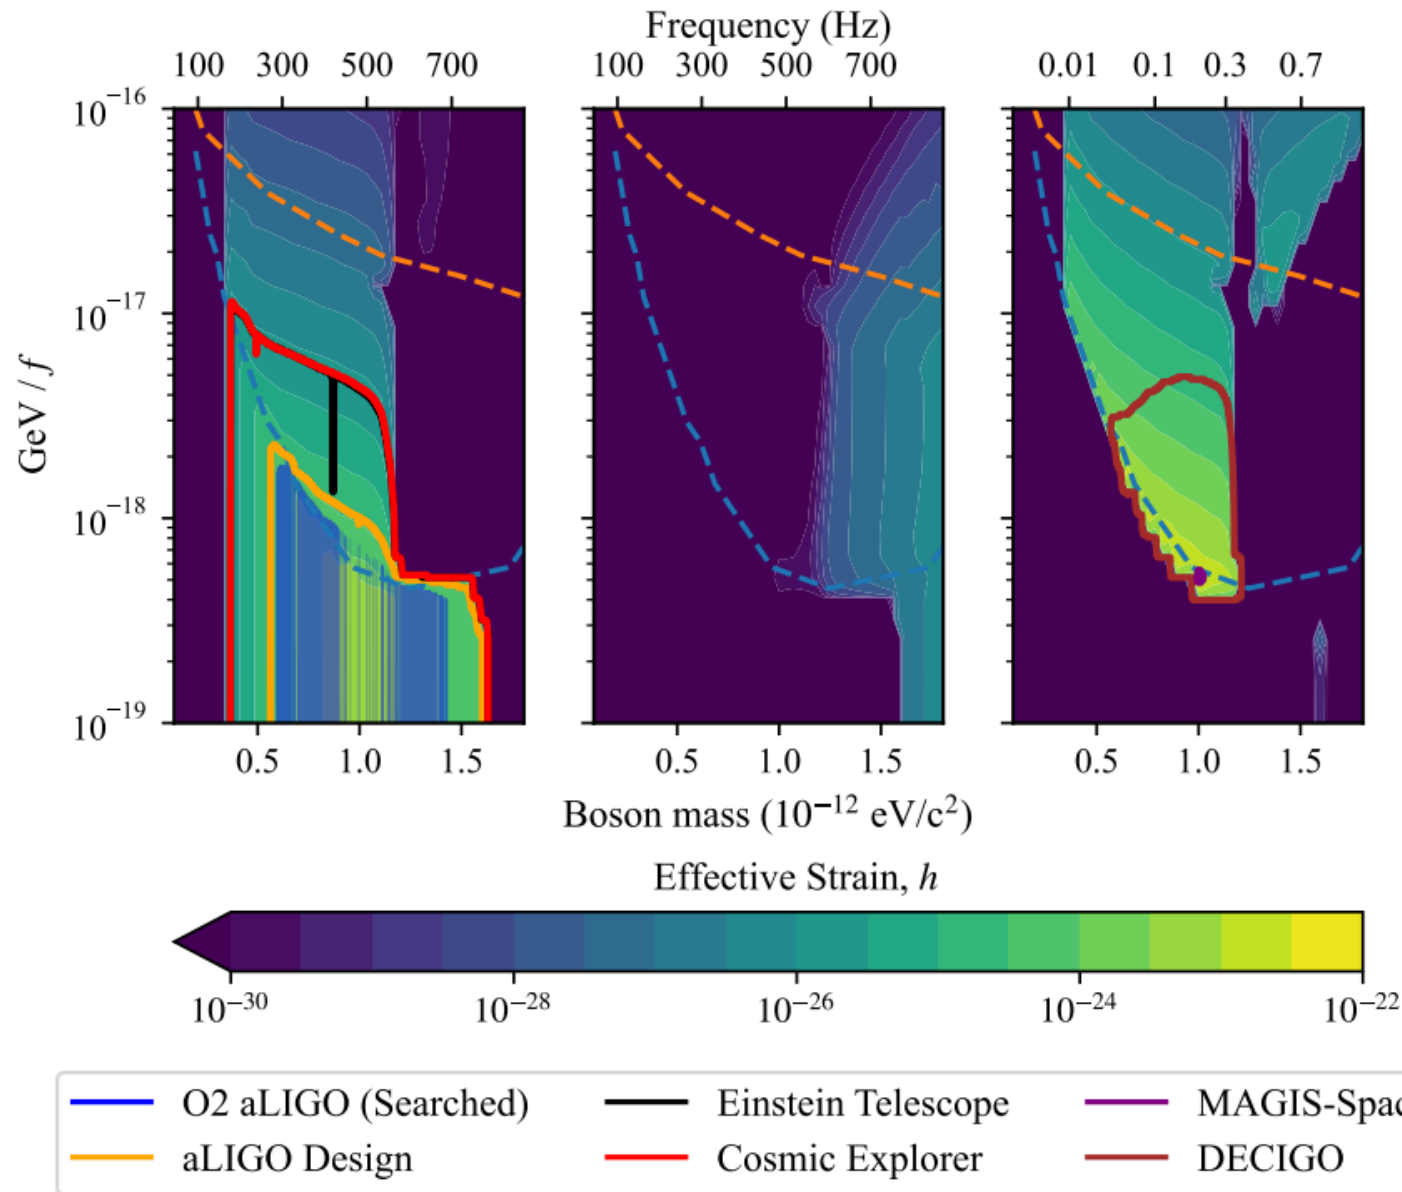 Frequency (Hz)
100 300 500 700 100 300 500 700 0.01 0.1 0.3 0.7
10⁻¹⁶
10⁻¹⁷
10⁻¹⁸
10⁻¹⁹
GeV / f
0.5 1.0 1.5 0.5 1.0 1.5 0.5 1.0 1.5
Boson mass (10⁻¹² eV/c²)
Effective Strain, h
10⁻³⁰ 10⁻²⁸ 10⁻²⁶ 10⁻²⁴ 10⁻²²
O2 aLIGO (Searched) Einstein Telescope MAGIS-Spac
aLIGO Design Cosmic Explorer DECIGO